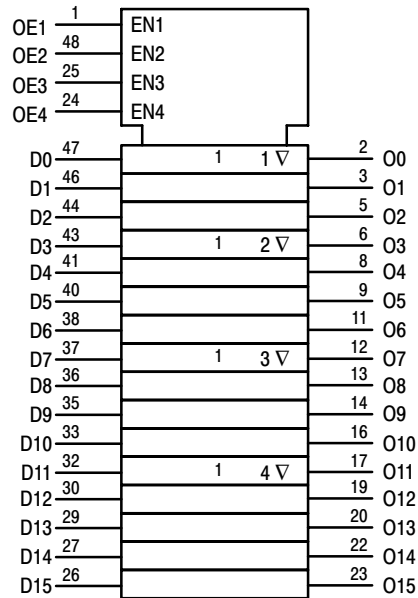 OE1 1 EN1
OE2 48 EN2
OE3 25 EN3
OE4 24 EN4
D0 47 1 1 ∇ 2 O0
D1 46 3 O1
D2 44 5 O2
D3 43 1 2 ∇ 6 O3
D4 41 8 O4
D5 40 9 O5
D6 38 11 O6
D7 37 1 3 ∇ 12 O7
D8 36 13 O8
D9 35 14 O9
D10 33 16 O10
D11 32 1 4 ∇ 17 O11
D12 30 19 O12
D13 29 20 O13
D14 27 22 O14
D15 26 23 O15